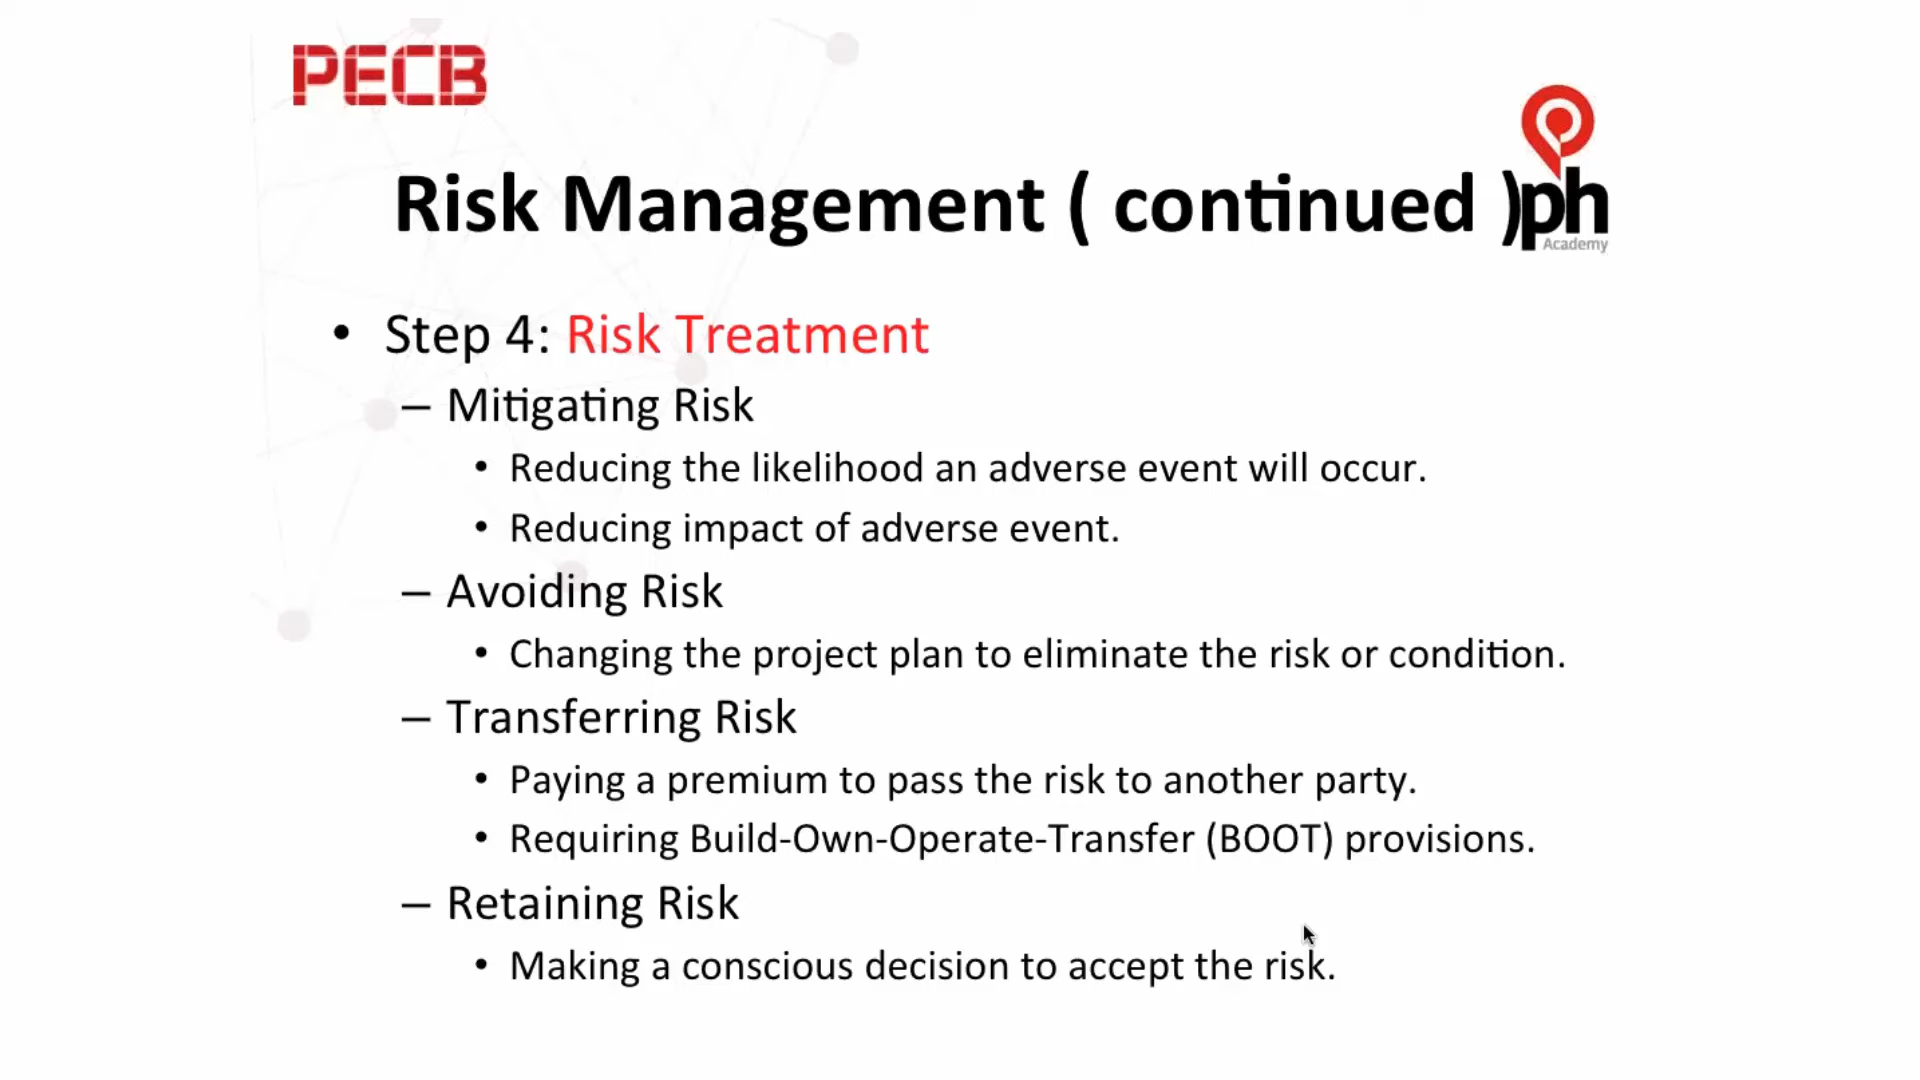 PECB
Risk Management ( continued )
ph
Academy
• Step 4: Risk Treatment
– Mitigating Risk
• Reducing the likelihood an adverse event will occur.
• Reducing impact of adverse event.
– Avoiding Risk
• Changing the project plan to eliminate the risk or condition.
– Transferring Risk
• Paying a premium to pass the risk to another party.
• Requiring Build-Own-Operate-Transfer (BOOT) provisions.
– Retaining Risk
• Making a conscious decision to accept the risk.